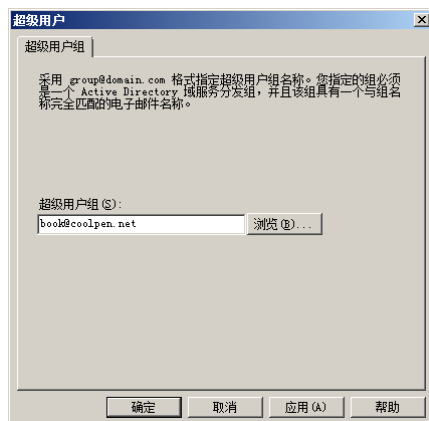 超级用户
超级用户组
采用 group@domain.com 格式指定超级用户组名称。您指定的组必须
是一个 Active Directory 域服务分发组，并且该组具有一个与组名
称完全匹配的电子邮件名称。
超级用户组(S):
book@coolpen.net 浏览(B)...
确定 取消 应用(A) 帮助